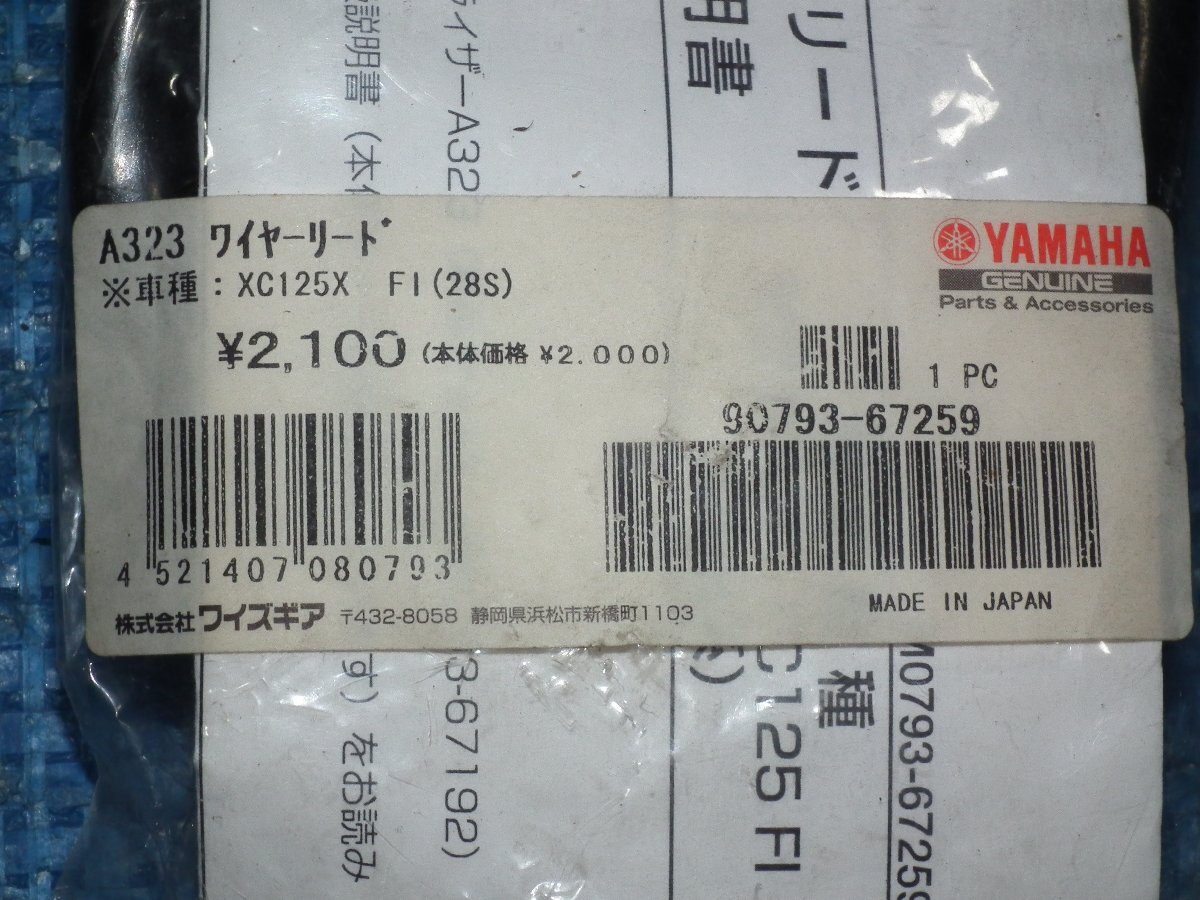 A323 ワイヤーリード
※車種：XC125X FI(28S)
¥2,100 (本体価格 ¥2.000)
YAMAHA
GENUINE
Parts & Accessories
1 PC
90793-67259
4 521407 080793
MADE IN JAPAN
株式会社 ワイズギア 〒432-8058 静岡県浜松市新橋町1103
リード
明書
イザーA323
説明書（本体
種
C125 FI
M0793-67259
3-67192）
す）をお読み